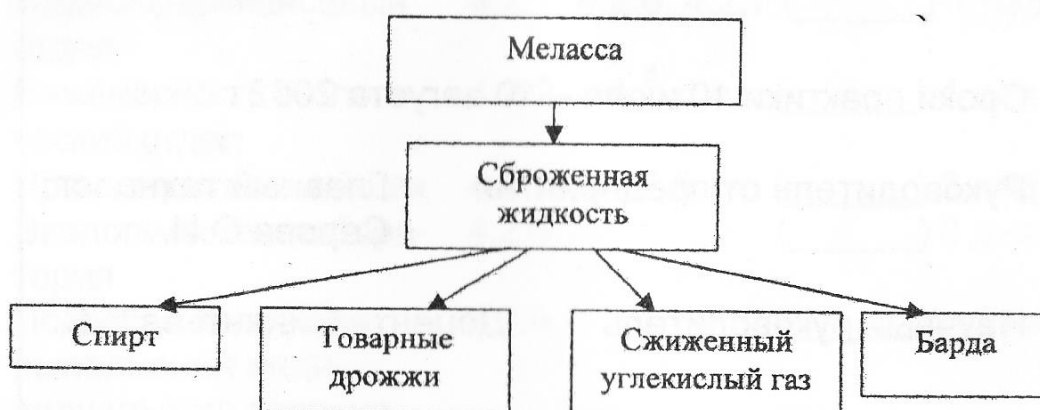 Меласса
Сброженная
жидкость
Спирт
Товарные
дрожжи
Сжиженный
углекислый газ
Барда